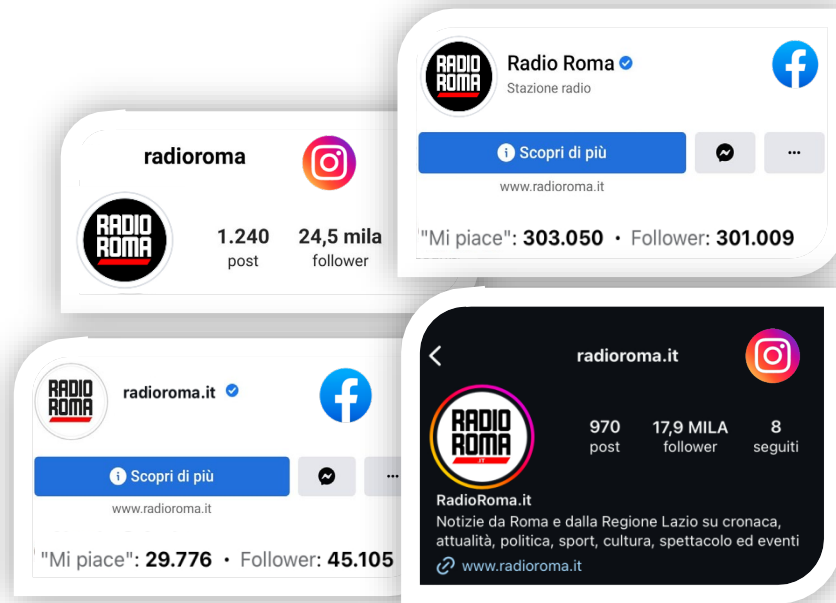 RADIO
ROMA
Radio Roma
Stazione radio
Scopri di più
www.radioroma.it
"Mi piace": 303.050 • Follower: 301.009
radioroma
RADIO
ROMA
1.240
24,5 mila
post
follower
RADIO
ROMA
radioroma.it
Scopri di più
www.radioroma.it
"Mi piace": 29.776 • Follower: 45.105
radioroma.it
RADIO
ROMA
.IT
970
17,9 MILA
8
post
follower
seguiti
RadioRoma.it
Notizie da Roma e dalla Regione Lazio su cronaca,
attualità, politica, sport, cultura, spettacolo ed eventi
www.radioroma.it